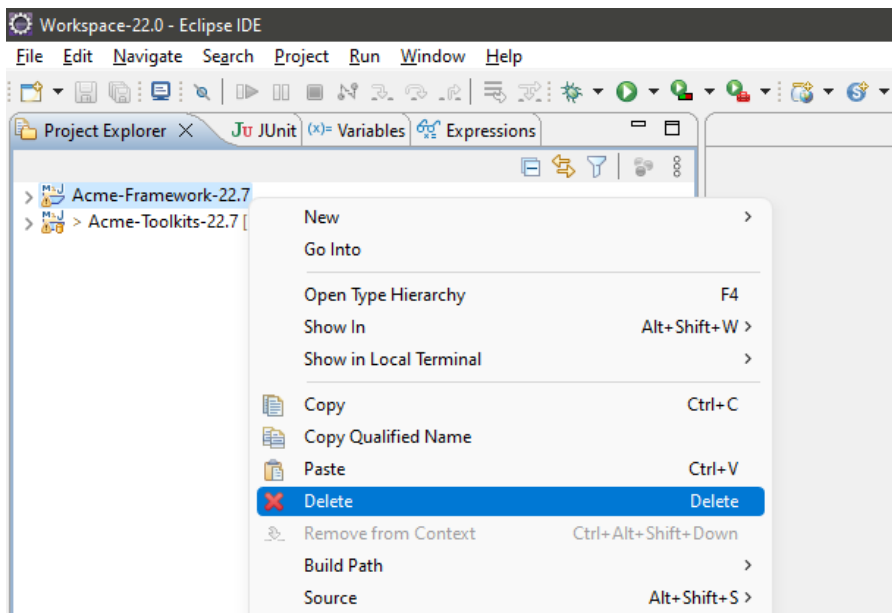 Workspace-22.0 - Eclipse IDE
File Edit Navigate Search Project Run Window Help
Project Explorer Ju JUnit (x)= Variables Expressions
Acme-Framework-22.7
> Acme-Toolkits-22.7 [
New
Go Into
Open Type Hierarchy F4
Show In Alt+Shift+W
Show in Local Terminal
Copy Ctrl+C
Copy Qualified Name
Paste Ctrl+V
Delete Delete
Remove from Context Ctrl+Alt+Shift+Down
Build Path
Source Alt+Shift+S